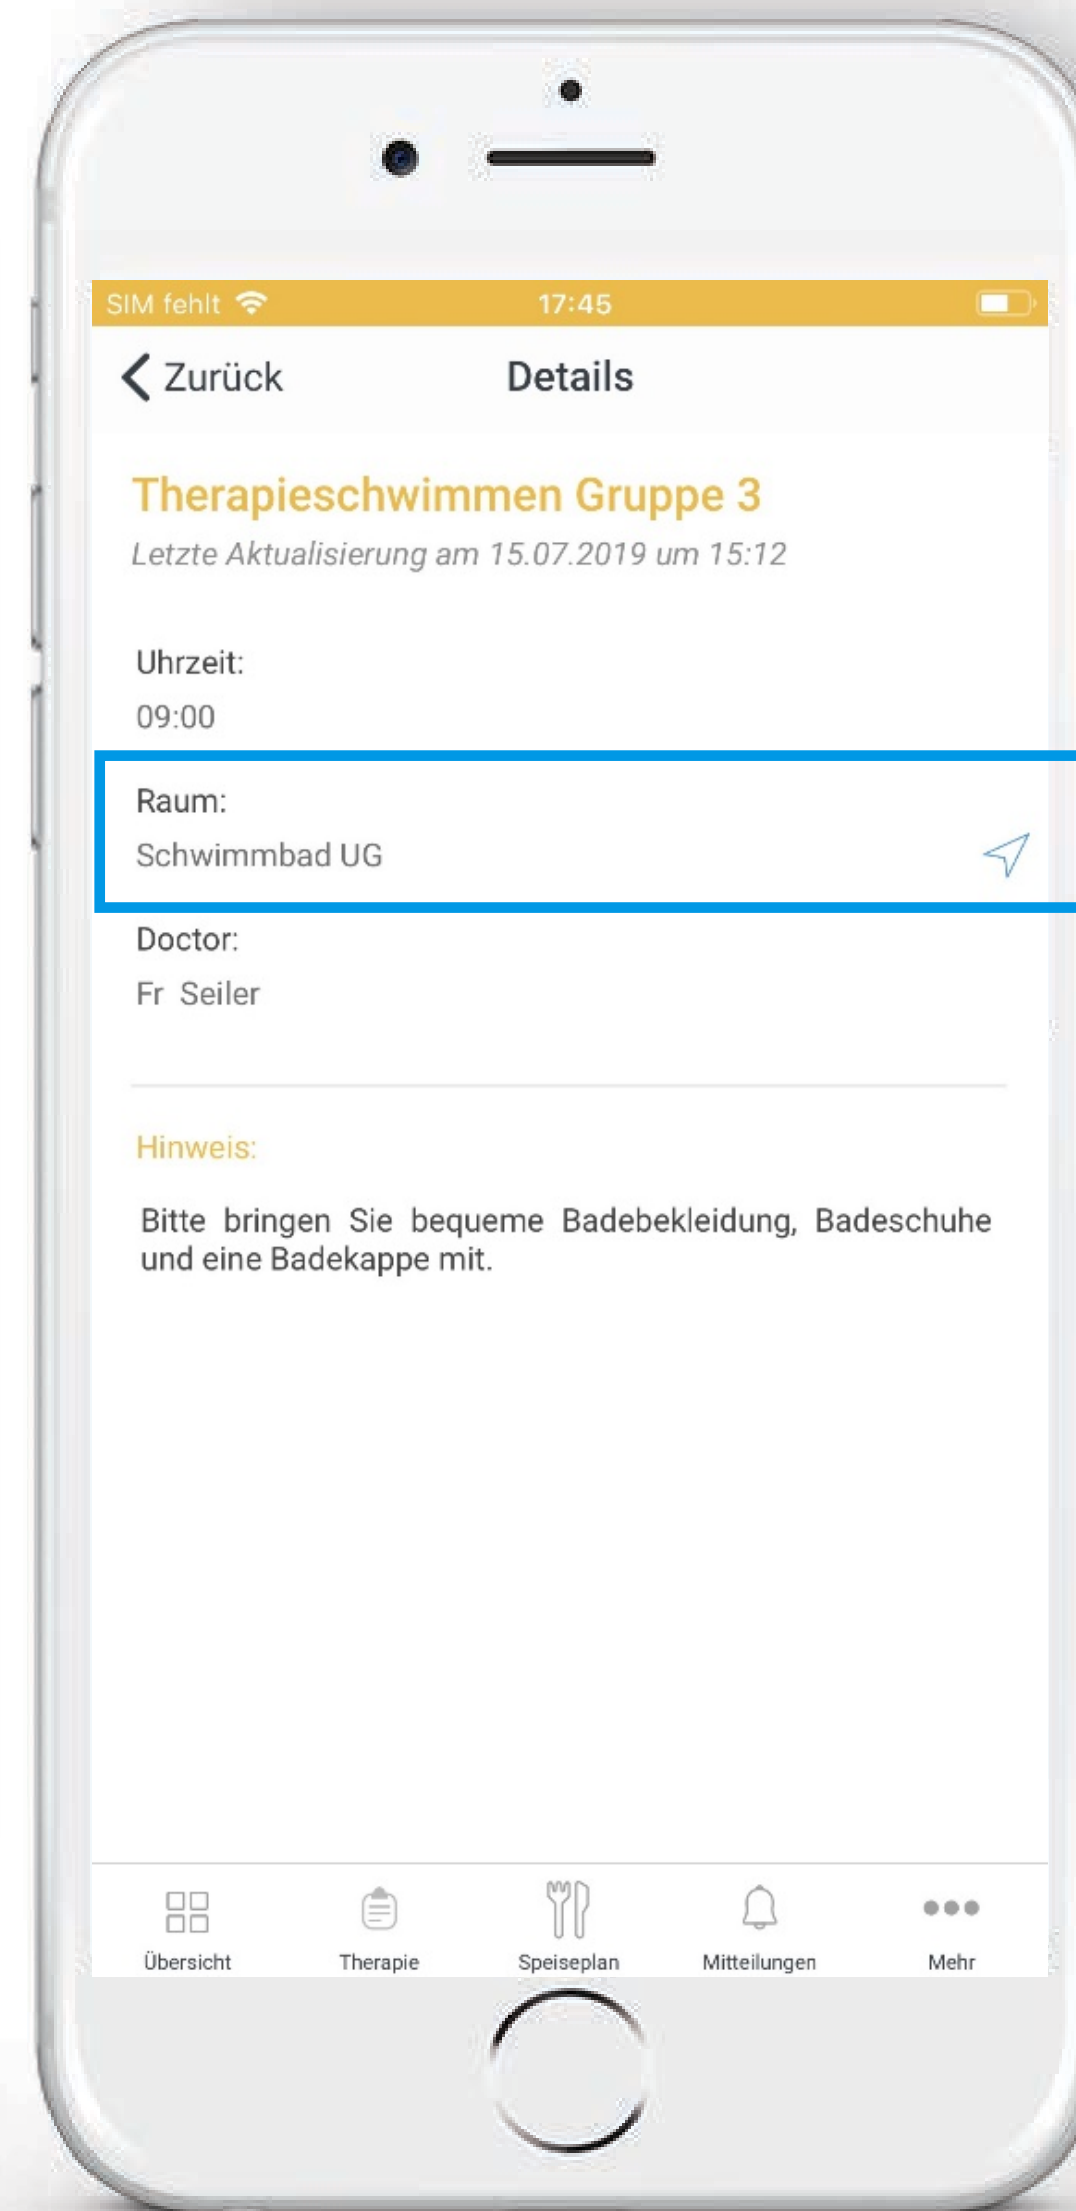 SIM fehlt 17:45
Zurück Details
Therapieschwimmen Gruppe 3
Letzte Aktualisierung am 15.07.2019 um 15:12
Uhrzeit:
09:00
Raum:
Schwimmbad UG
Doctor:
Fr Seiler
Hinweis:
Bitte bringen Sie bequeme Badebekleidung, Badeschuhe
und eine Badekappe mit.
Übersicht Therapie Speiseplan Mitteilungen Mehr